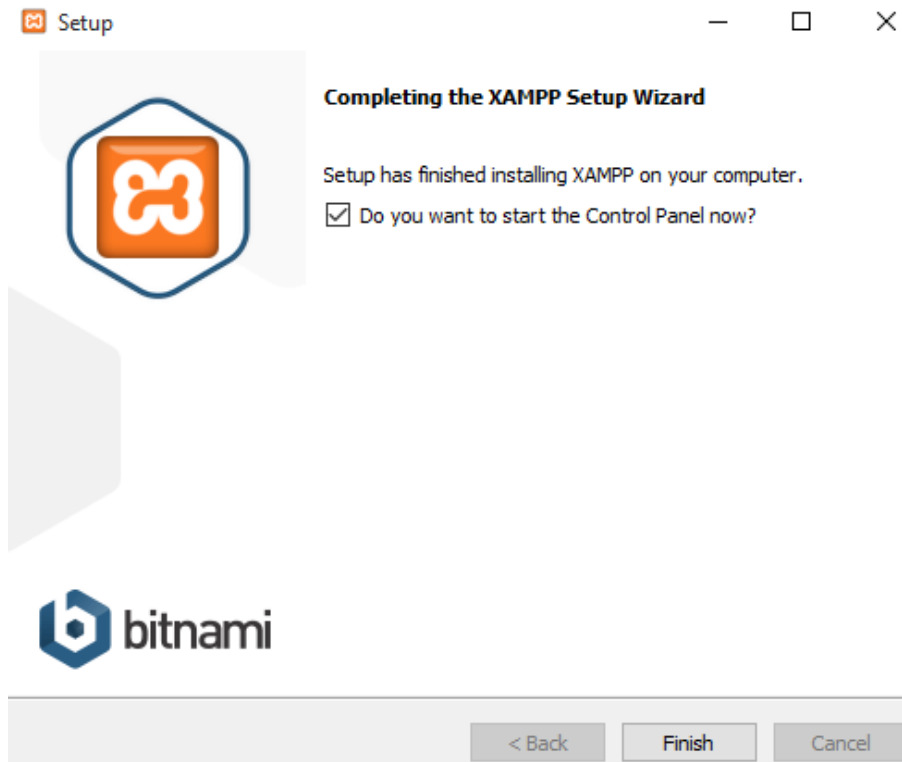 Setup
Completing the XAMPP Setup Wizard
Setup has finished installing XAMPP on your computer.
Do you want to start the Control Panel now?
bitnami
< Back Finish Cancel